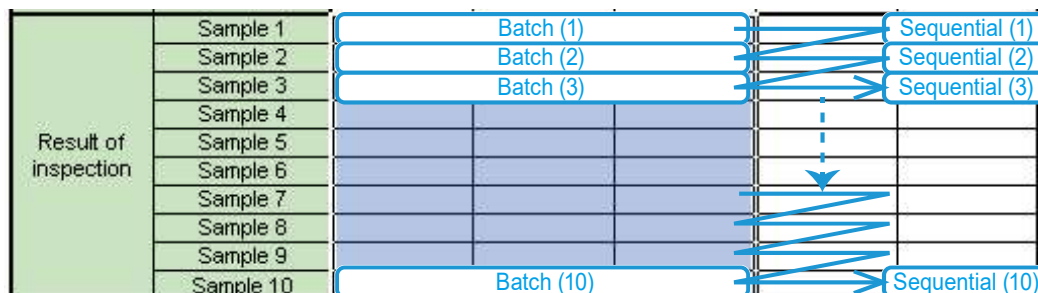 Sample 1 Batch (1) Sequential (1)
Sample 2 Batch (2) Sequential (2)
Sample 3 Batch (3) Sequential (3)
Sample 4
Result of inspection
Sample 5
Sample 6
Sample 7
Sample 8
Sample 9
Sample 10 Batch (10) Sequential (10)